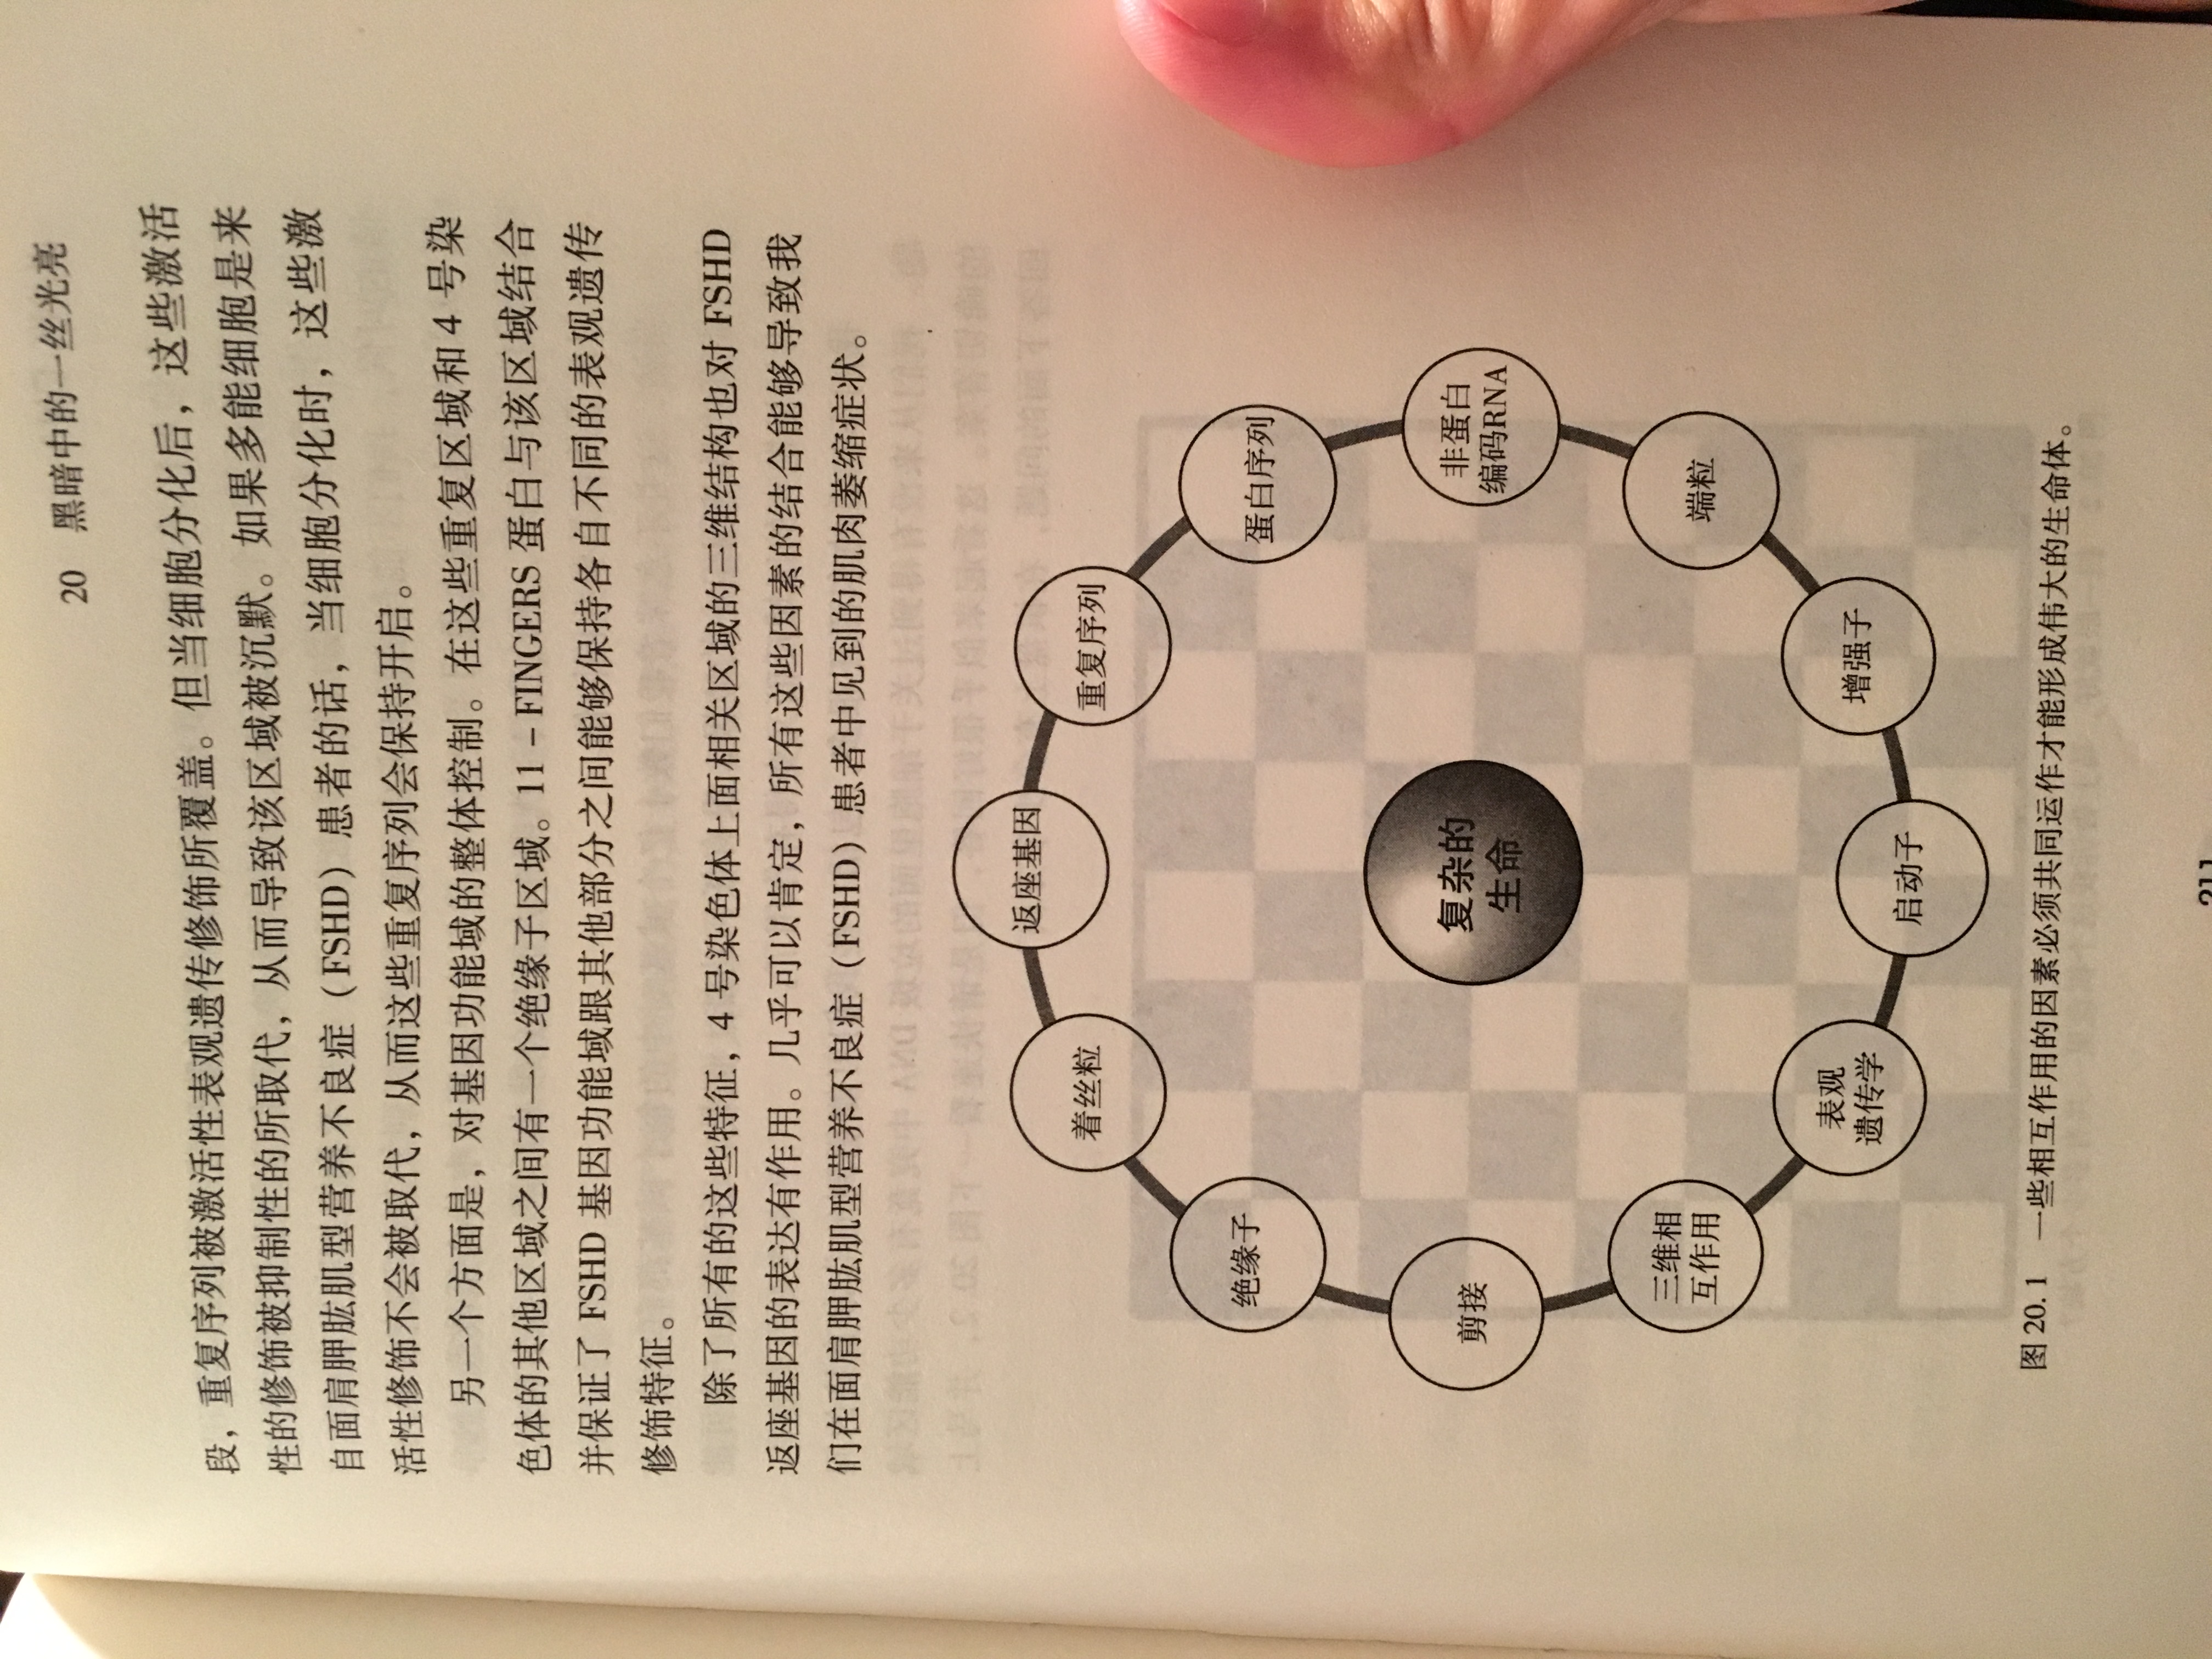 20 黑暗中的一丝光亮
段，重复序列被激活性表观遗传修饰所覆盖。但当细胞分化后，这些激活
性的修饰被抑制性的所取代，从而导致该区域被沉默。如果多能细胞是来
自面肩胛肱肌型营养不良症（FSHD）患者的话，当细胞分化时，这些激
活性修饰不会被取代，从而这些重复序列会保持开启。
另一个方面是，对基因功能域的整体控制。在这些重复区域和 4 号染
色体的其他区域之间有一个绝缘子区域。11－FINGERS 蛋白与该区域结合
并保证了 FSHD 基因功能域跟其他部分之间能够保持各自不同的表观遗传
修饰特征。
除了所有的这些特征，4 号染色体上面相关区域的三维结构也对 FSHD
返座基因的表达有作用。几乎可以肯定，所有这些因素的结合能够导致我
们在面肩胛肱肌型营养不良症（FSHD）患者中见到的肌肉萎缩症状。
返座基因
重复序列
蛋白序列
非蛋白
编码RNA
端粒
增强子
启动子
表观
遗传学
三维相
互作用
剪接
绝缘子
着丝粒
复杂的
生命
图 20.1 一些相互作用的因素必须共同运作才能形成伟大的生命体。
211